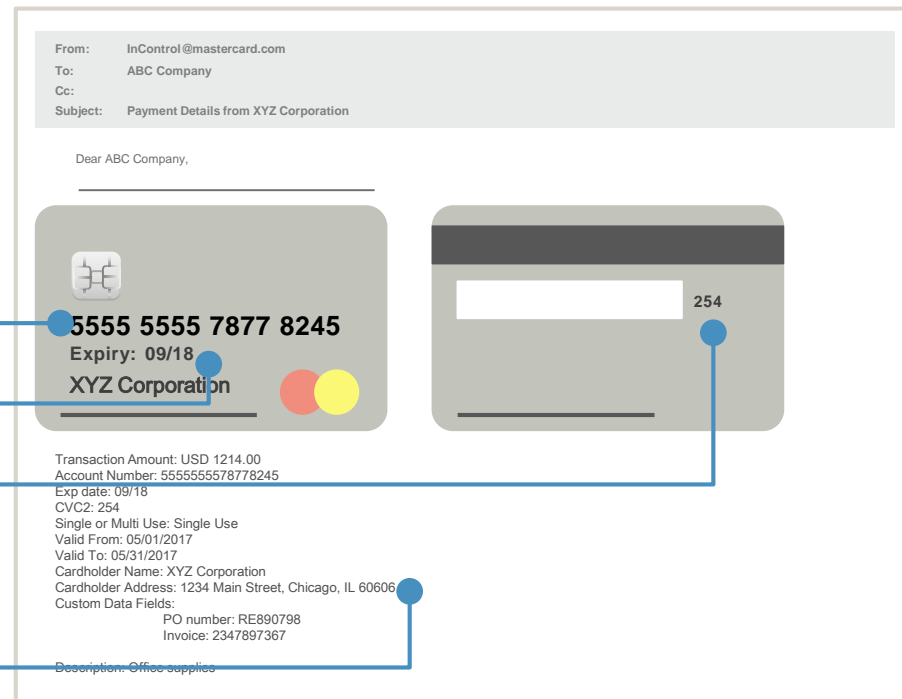 From: InControl@mastercard.com
To: ABC Company
Cc:
Subject: Payment Details from XYZ Corporation
Dear ABC Company,
5555 5555 7877 8245
Expiry: 09/18
XYZ Corporation
254
Transaction Amount: USD 1214.00
Account Number: 5555555578778245
Exp date: 09/18
CVC2: 254
Single or Multi Use: Single Use
Valid From: 05/01/2017
Valid To: 05/31/2017
Cardholder Name: XYZ Corporation
Cardholder Address: 1234 Main Street, Chicago, IL 60606
Custom Data Fields:
PO number: RE890798
Invoice: 2347897367
Description: Office supplies